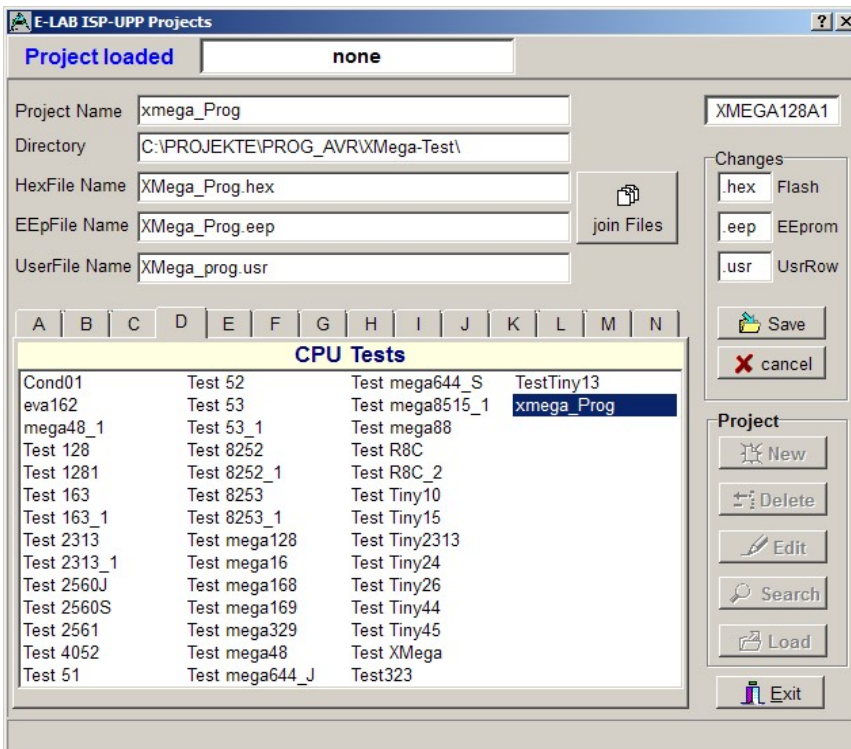 E-LAB ISP-UPP Projects
Project loaded none
Project Name xmega_Prog XMEGA128A1
Directory C:\PROJEKTE\PROG_AVR\XMega-Test\
HexFile Name XMega_Prog.hex
EEpFile Name XMega_Prog.eep
UserFile Name XMega_prog.usr
join Files
Changes
.hex Flash
.eep EEprom
.usr UsrRow
Save
cancel
A B C D E F G H I J K L M N
CPU Tests
Cond01 Test 52 Test mega644_S TestTiny13
eva162 Test 53 Test mega8515_1 xmega_Prog
mega48_1 Test 53_1 Test mega88
Test 128 Test 8252 Test R8C
Test 1281 Test 8252_1 Test R8C_2
Test 163 Test 8253 Test Tiny10
Test 163_1 Test 8253_1 Test Tiny15
Test 2313 Test mega128 Test Tiny2313
Test 2313_1 Test mega16 Test Tiny24
Test 2560J Test mega168 Test Tiny26
Test 2560S Test mega169 Test Tiny44
Test 2561 Test mega329 Test Tiny45
Test 4052 Test mega48 Test XMega
Test 51 Test mega644_J Test323
Project
New
Delete
Edit
Search
Load
Exit